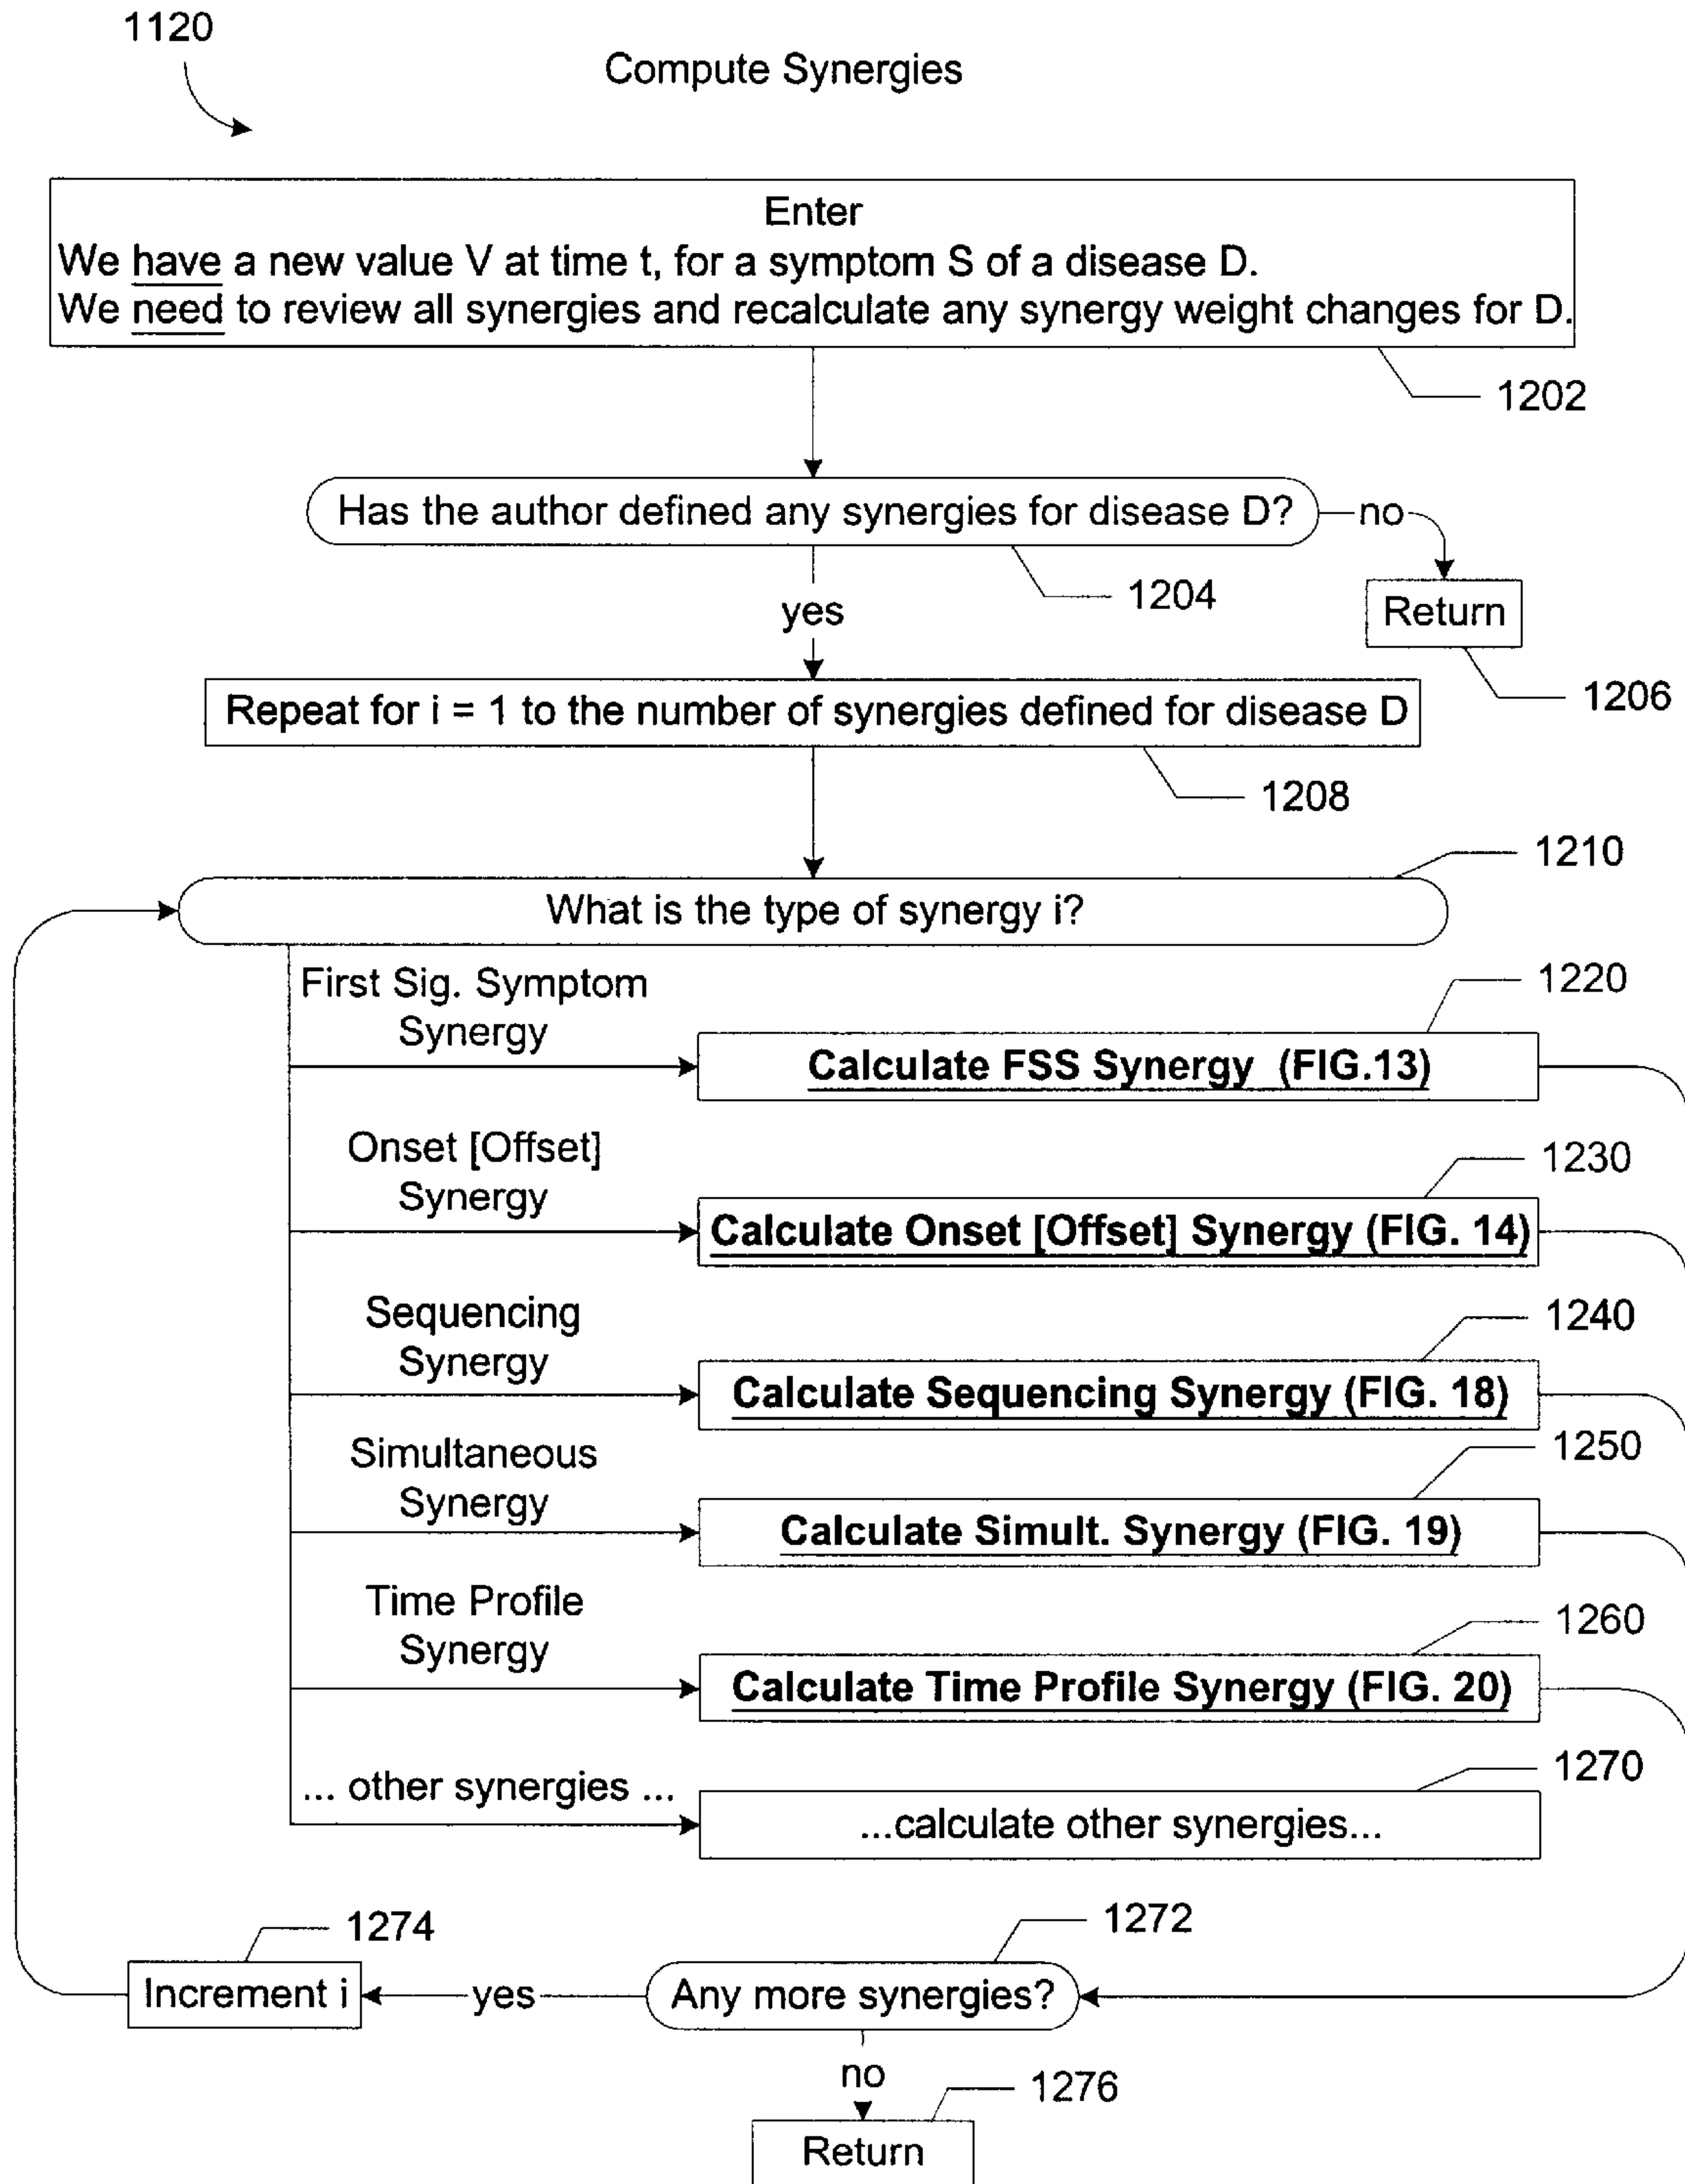 1120
Compute Synergies
Enter
We have a new value V at time t, for a symptom S of a disease D.
We need to review all synergies and recalculate any synergy weight changes for D.
1202
Has the author defined any synergies for disease D?
no
1204
yes
Return
1206
Repeat for i = 1 to the number of synergies defined for disease D
1208
1210
What is the type of synergy i?
First Sig. Symptom
Synergy
1220
Calculate FSS Synergy (FIG.13)
Onset [Offset]
Synergy
1230
Calculate Onset [Offset] Synergy (FIG. 14)
Sequencing
Synergy
1240
Calculate Sequencing Synergy (FIG. 18)
Simultaneous
Synergy
1250
Calculate Simult. Synergy (FIG. 19)
Time Profile
Synergy
1260
Calculate Time Profile Synergy (FIG. 20)
... other synergies ...
1270
...calculate other synergies...
1274
1272
Increment i
yes
Any more synergies?
no
1276
Return